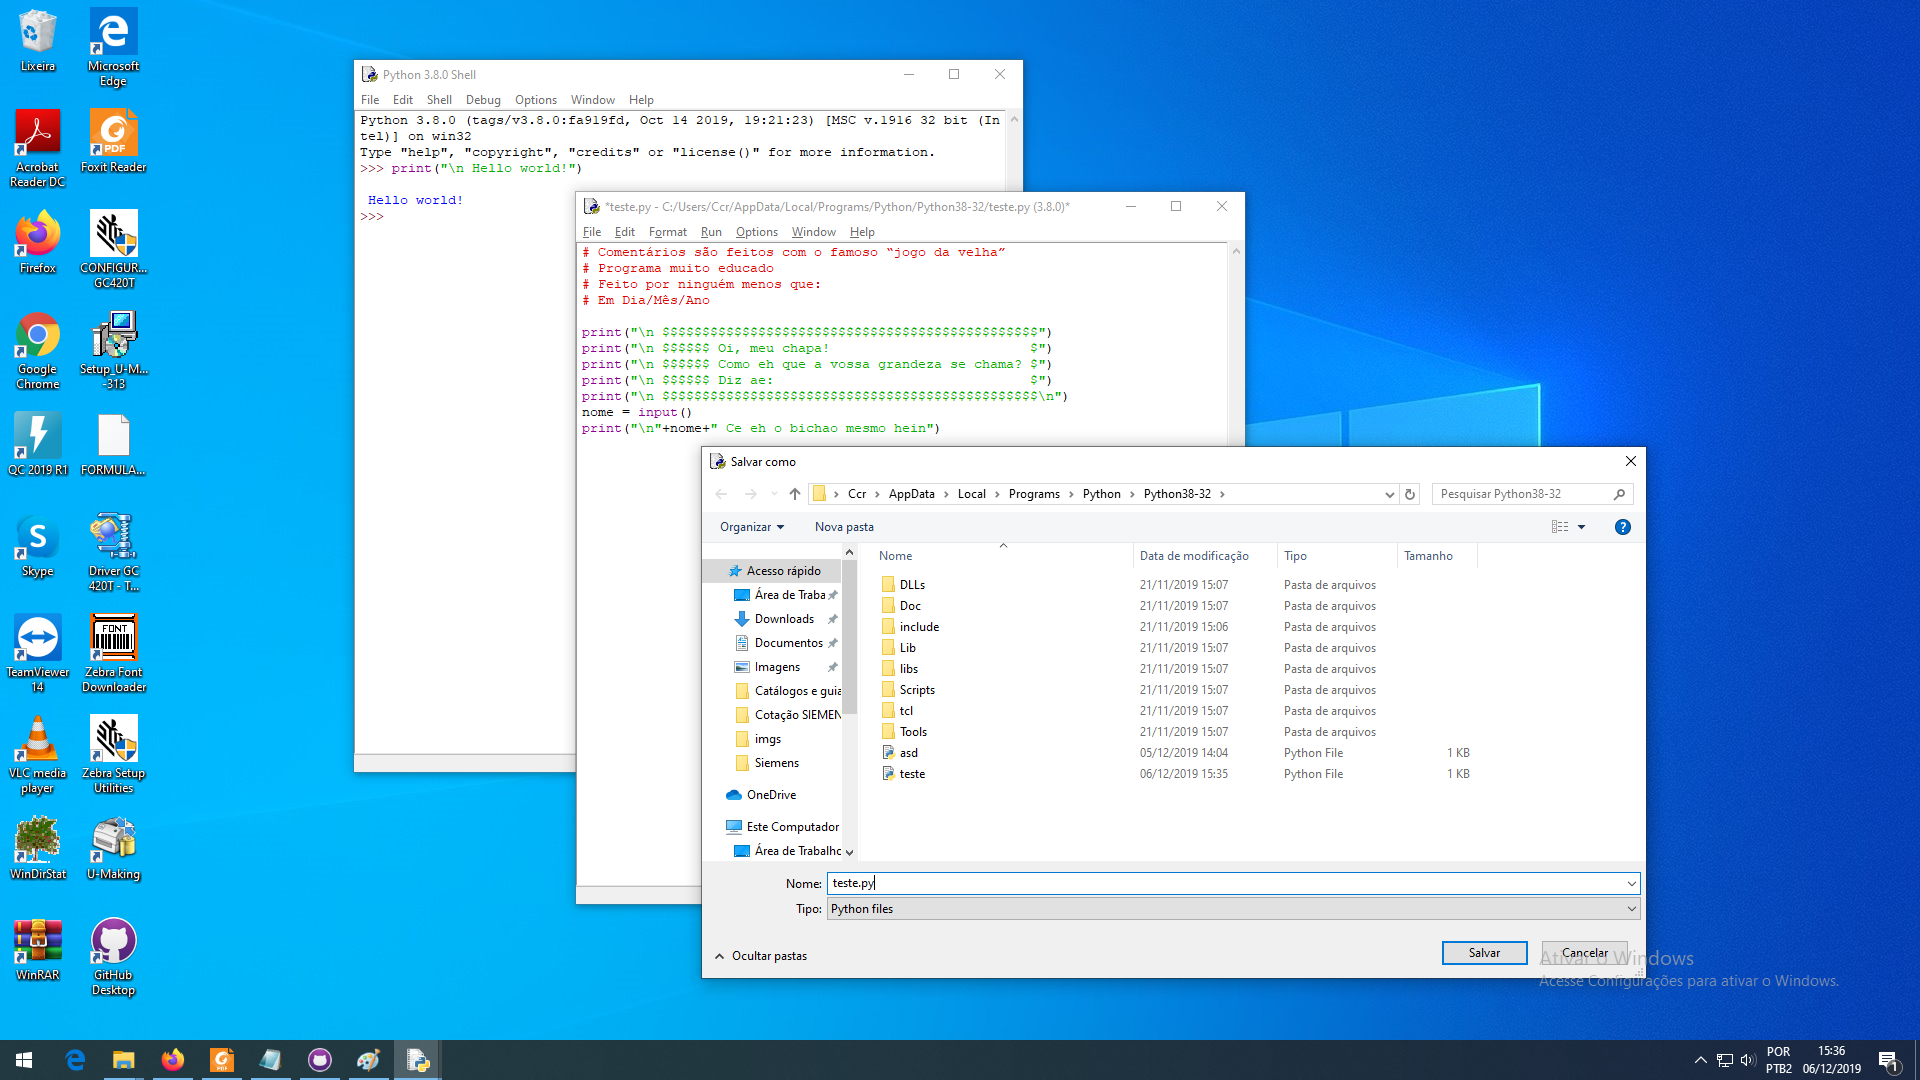 Lixeira
Microsoft Edge
Acrobat Reader DC
Foxit Reader
Firefox
CONFIGUR... GC420T
Google Chrome
Setup_U-M... -313
QC 2019 R1
FORMULA...
Skype
Driver GC 420T - T...
TeamViewer 14
Zebra Font Downloader
VLC media player
Zebra Setup Utilities
WinDirStat
U-Making
WinRAR
GitHub Desktop
Python 3.8.0 Shell
File Edit Shell Debug Options Window Help
Python 3.8.0 (tags/v3.8.0:fa919fd, Oct 14 2019, 19:21:23) [MSC v.1916 32 bit (In
tel)] on win32
Type "help", "copyright", "credits" or "license()" for more information.
>>> print("\n Hello world!")
Hello world!
>>>
*teste.py - C:/Users/Ccr/AppData/Local/Programs/Python/Python38-32/teste.py (3.8.0)*
File Edit Format Run Options Window Help
# Comentários são feitos com o famoso “jogo da velha”
# Programa muito educado
# Feito por ninguém menos que:
# Em Dia/Mês/Ano
print("\n $$$$$$$$$$$$$$$$$$$$$$$$$$$$$$$$$$$$$$$$$$$$$$$")
print("\n $$$$$$ Oi, meu chapa!                         $")
print("\n $$$$$$ Como eh que a vossa grandeza se chama? $")
print("\n $$$$$$ Diz ae:                                $")
print("\n $$$$$$$$$$$$$$$$$$$$$$$$$$$$$$$$$$$$$$$$$$$$$$$\n")
nome = input()
print("\n"+nome+" Ce eh o bichao mesmo hein")
Salvar como
Ccr > AppData > Local > Programs > Python > Python38-32 >
Pesquisar Python38-32
Organizar Nova pasta
Acesso rápido
Área de Traba
Downloads
Documentos
Imagens
Catálogos e guia
Cotação SIEMEN
imgs
Siemens
OneDrive
Este Computador
Área de Trabalho
Nome Data de modificação Tipo Tamanho
DLLs 21/11/2019 15:07 Pasta de arquivos
Doc 21/11/2019 15:07 Pasta de arquivos
include 21/11/2019 15:06 Pasta de arquivos
Lib 21/11/2019 15:07 Pasta de arquivos
libs 21/11/2019 15:07 Pasta de arquivos
Scripts 21/11/2019 15:07 Pasta de arquivos
tcl 21/11/2019 15:07 Pasta de arquivos
Tools 21/11/2019 15:07 Pasta de arquivos
asd 05/12/2019 14:04 Python File 1 KB
teste 06/12/2019 15:35 Python File 1 KB
Nome: teste.py
Tipo: Python files
Ocultar pastas
Salvar Cancelar
Ativar o Windows
Acesse Configurações para ativar o Windows.
POR
PTB2
15:36
06/12/2019
1